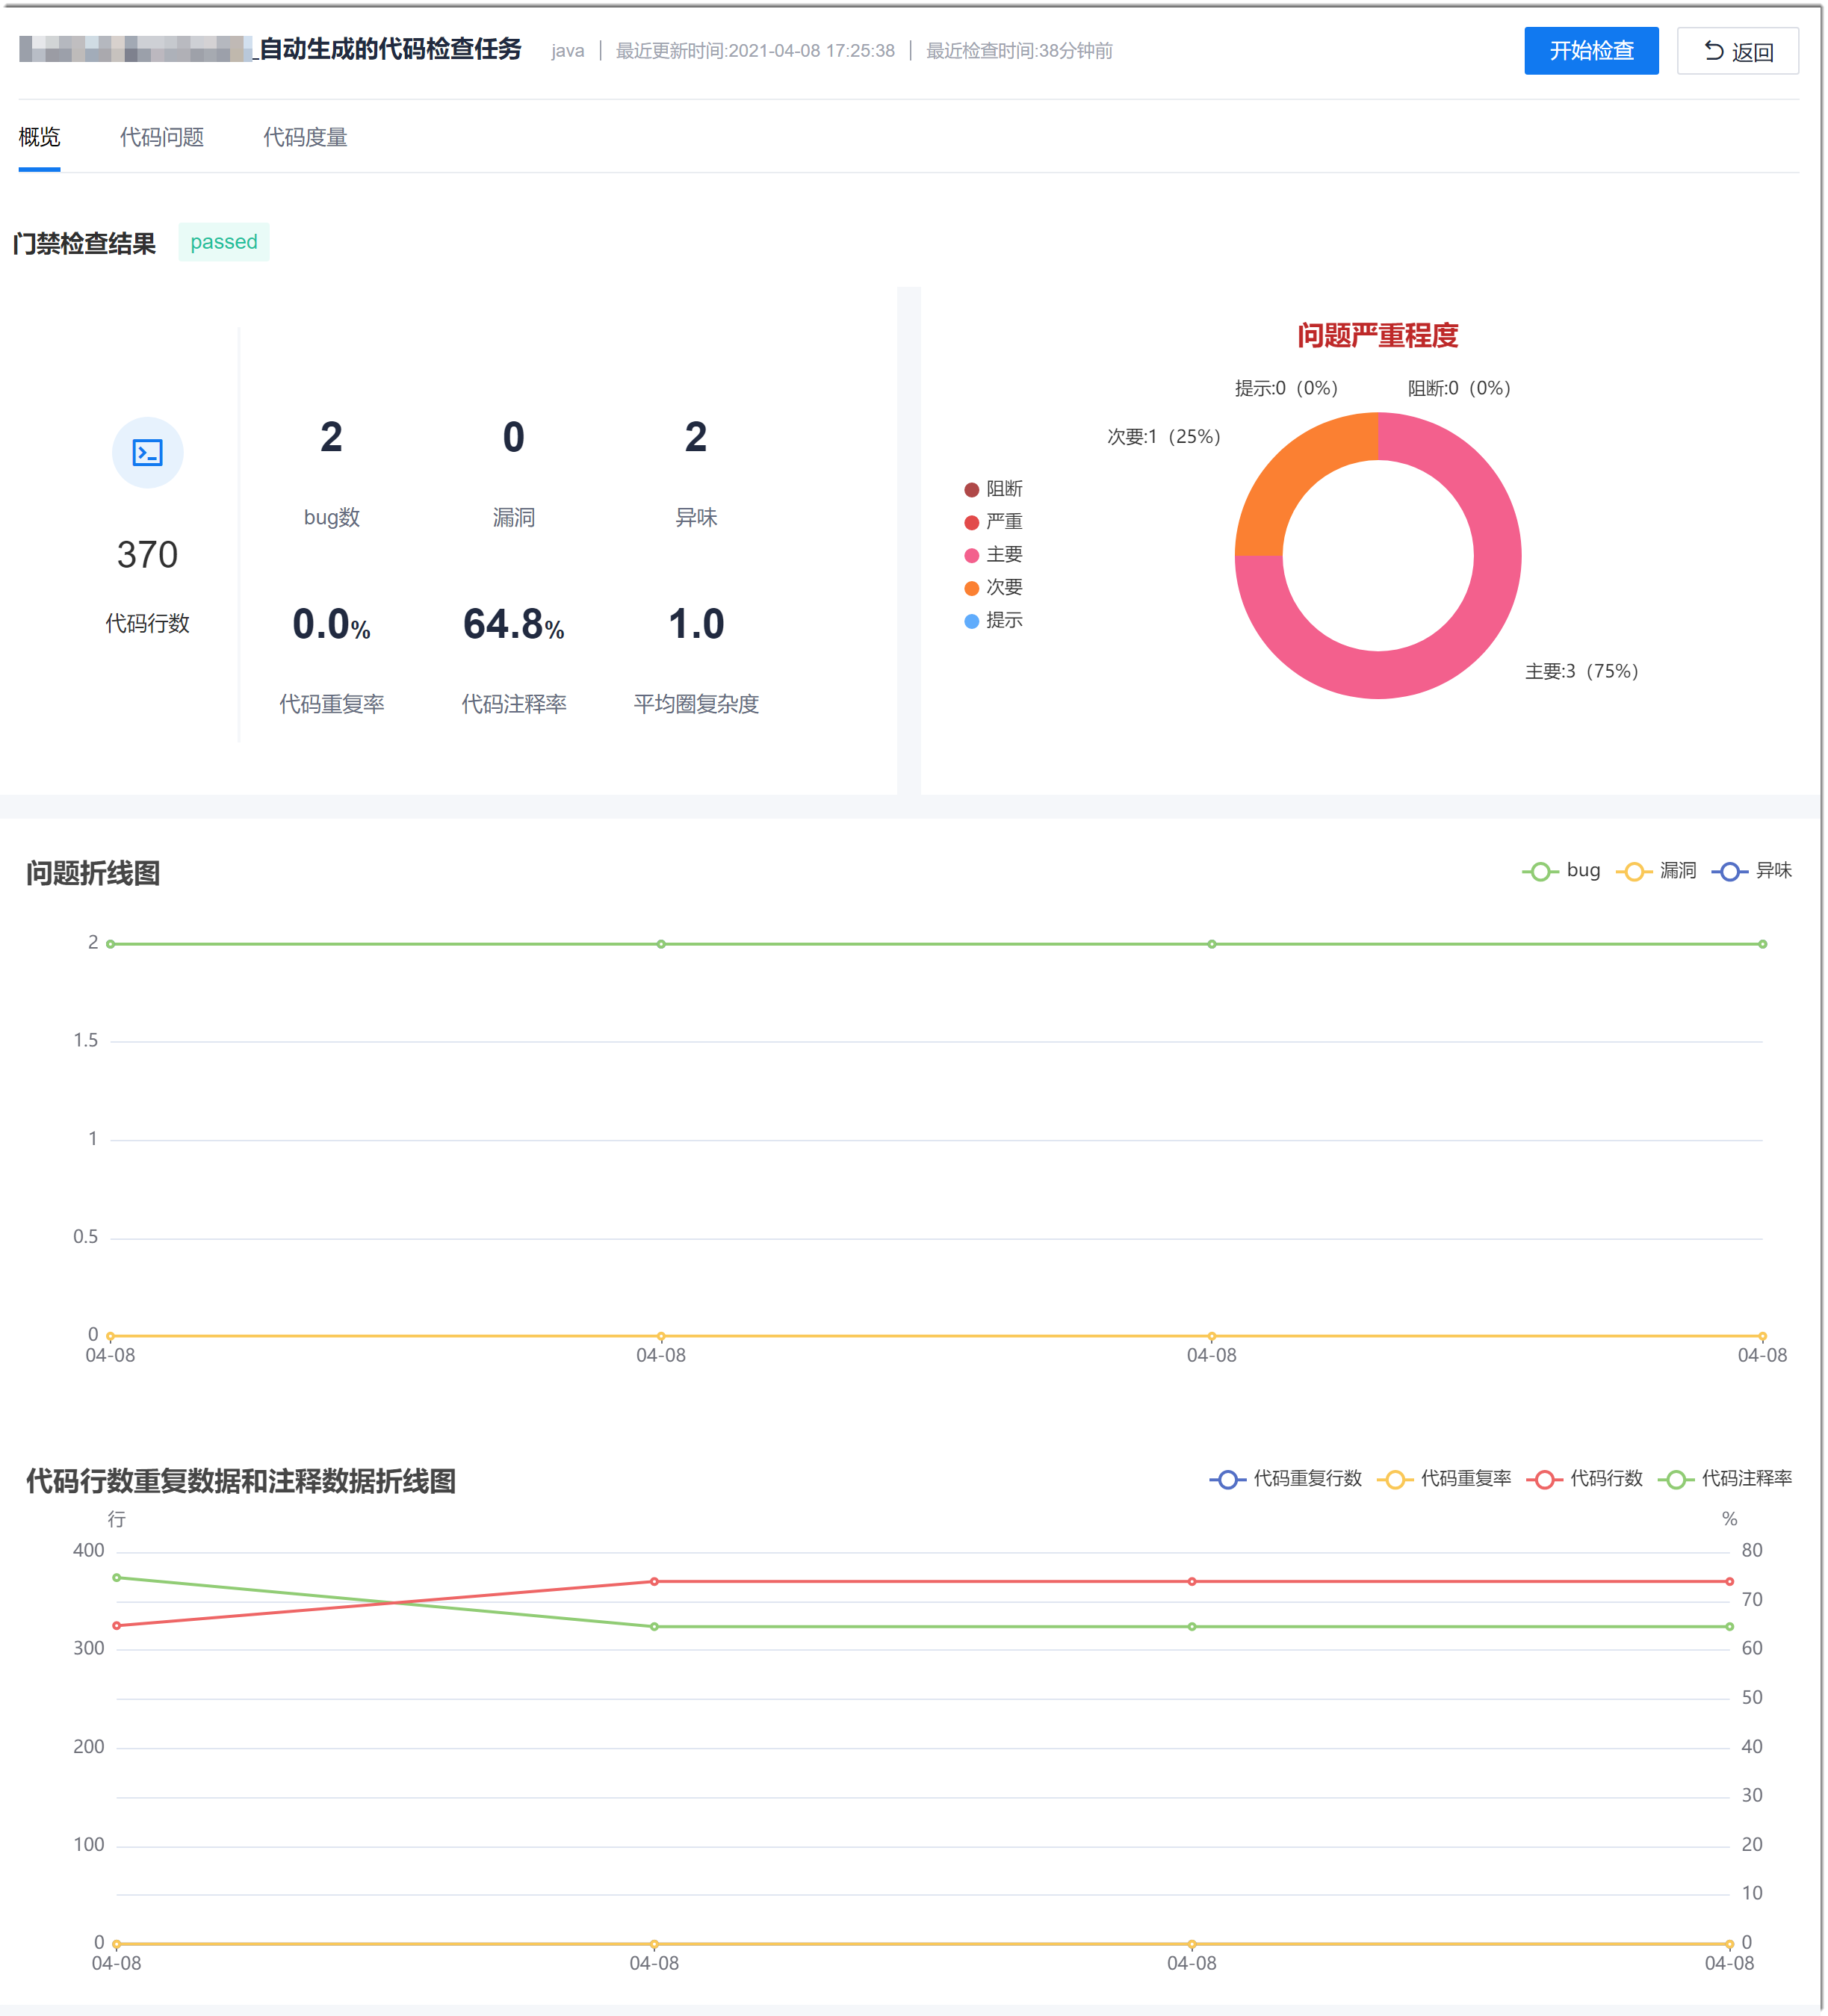 _自动生成的代码检查任务 java 最近更新时间:2021-04-08 17:25:38 最近检查时间:38分钟前 开始检查 返回
概览 代码问题 代码度量
门禁检查结果 passed
370
代码行数
2 0 2
bug数 漏洞 异味
0.0% 64.8% 1.0
代码重复率 代码注释率 平均圈复杂度
问题严重程度
提示:0（0%） 阻断:0（0%）
次要:1（25%）
阻断
严重
主要
次要
提示
主要:3（75%）
问题折线图 bug 漏洞 异味
2
1.5
1
0.5
0
04-08 04-08 04-08 04-08
代码行数重复数据和注释数据折线图 代码重复行数 代码重复率 代码行数 代码注释率
行 %
400 80
70
300 60
50
200 40
30
100 20
10
0 0
04-08 04-08 04-08 04-08